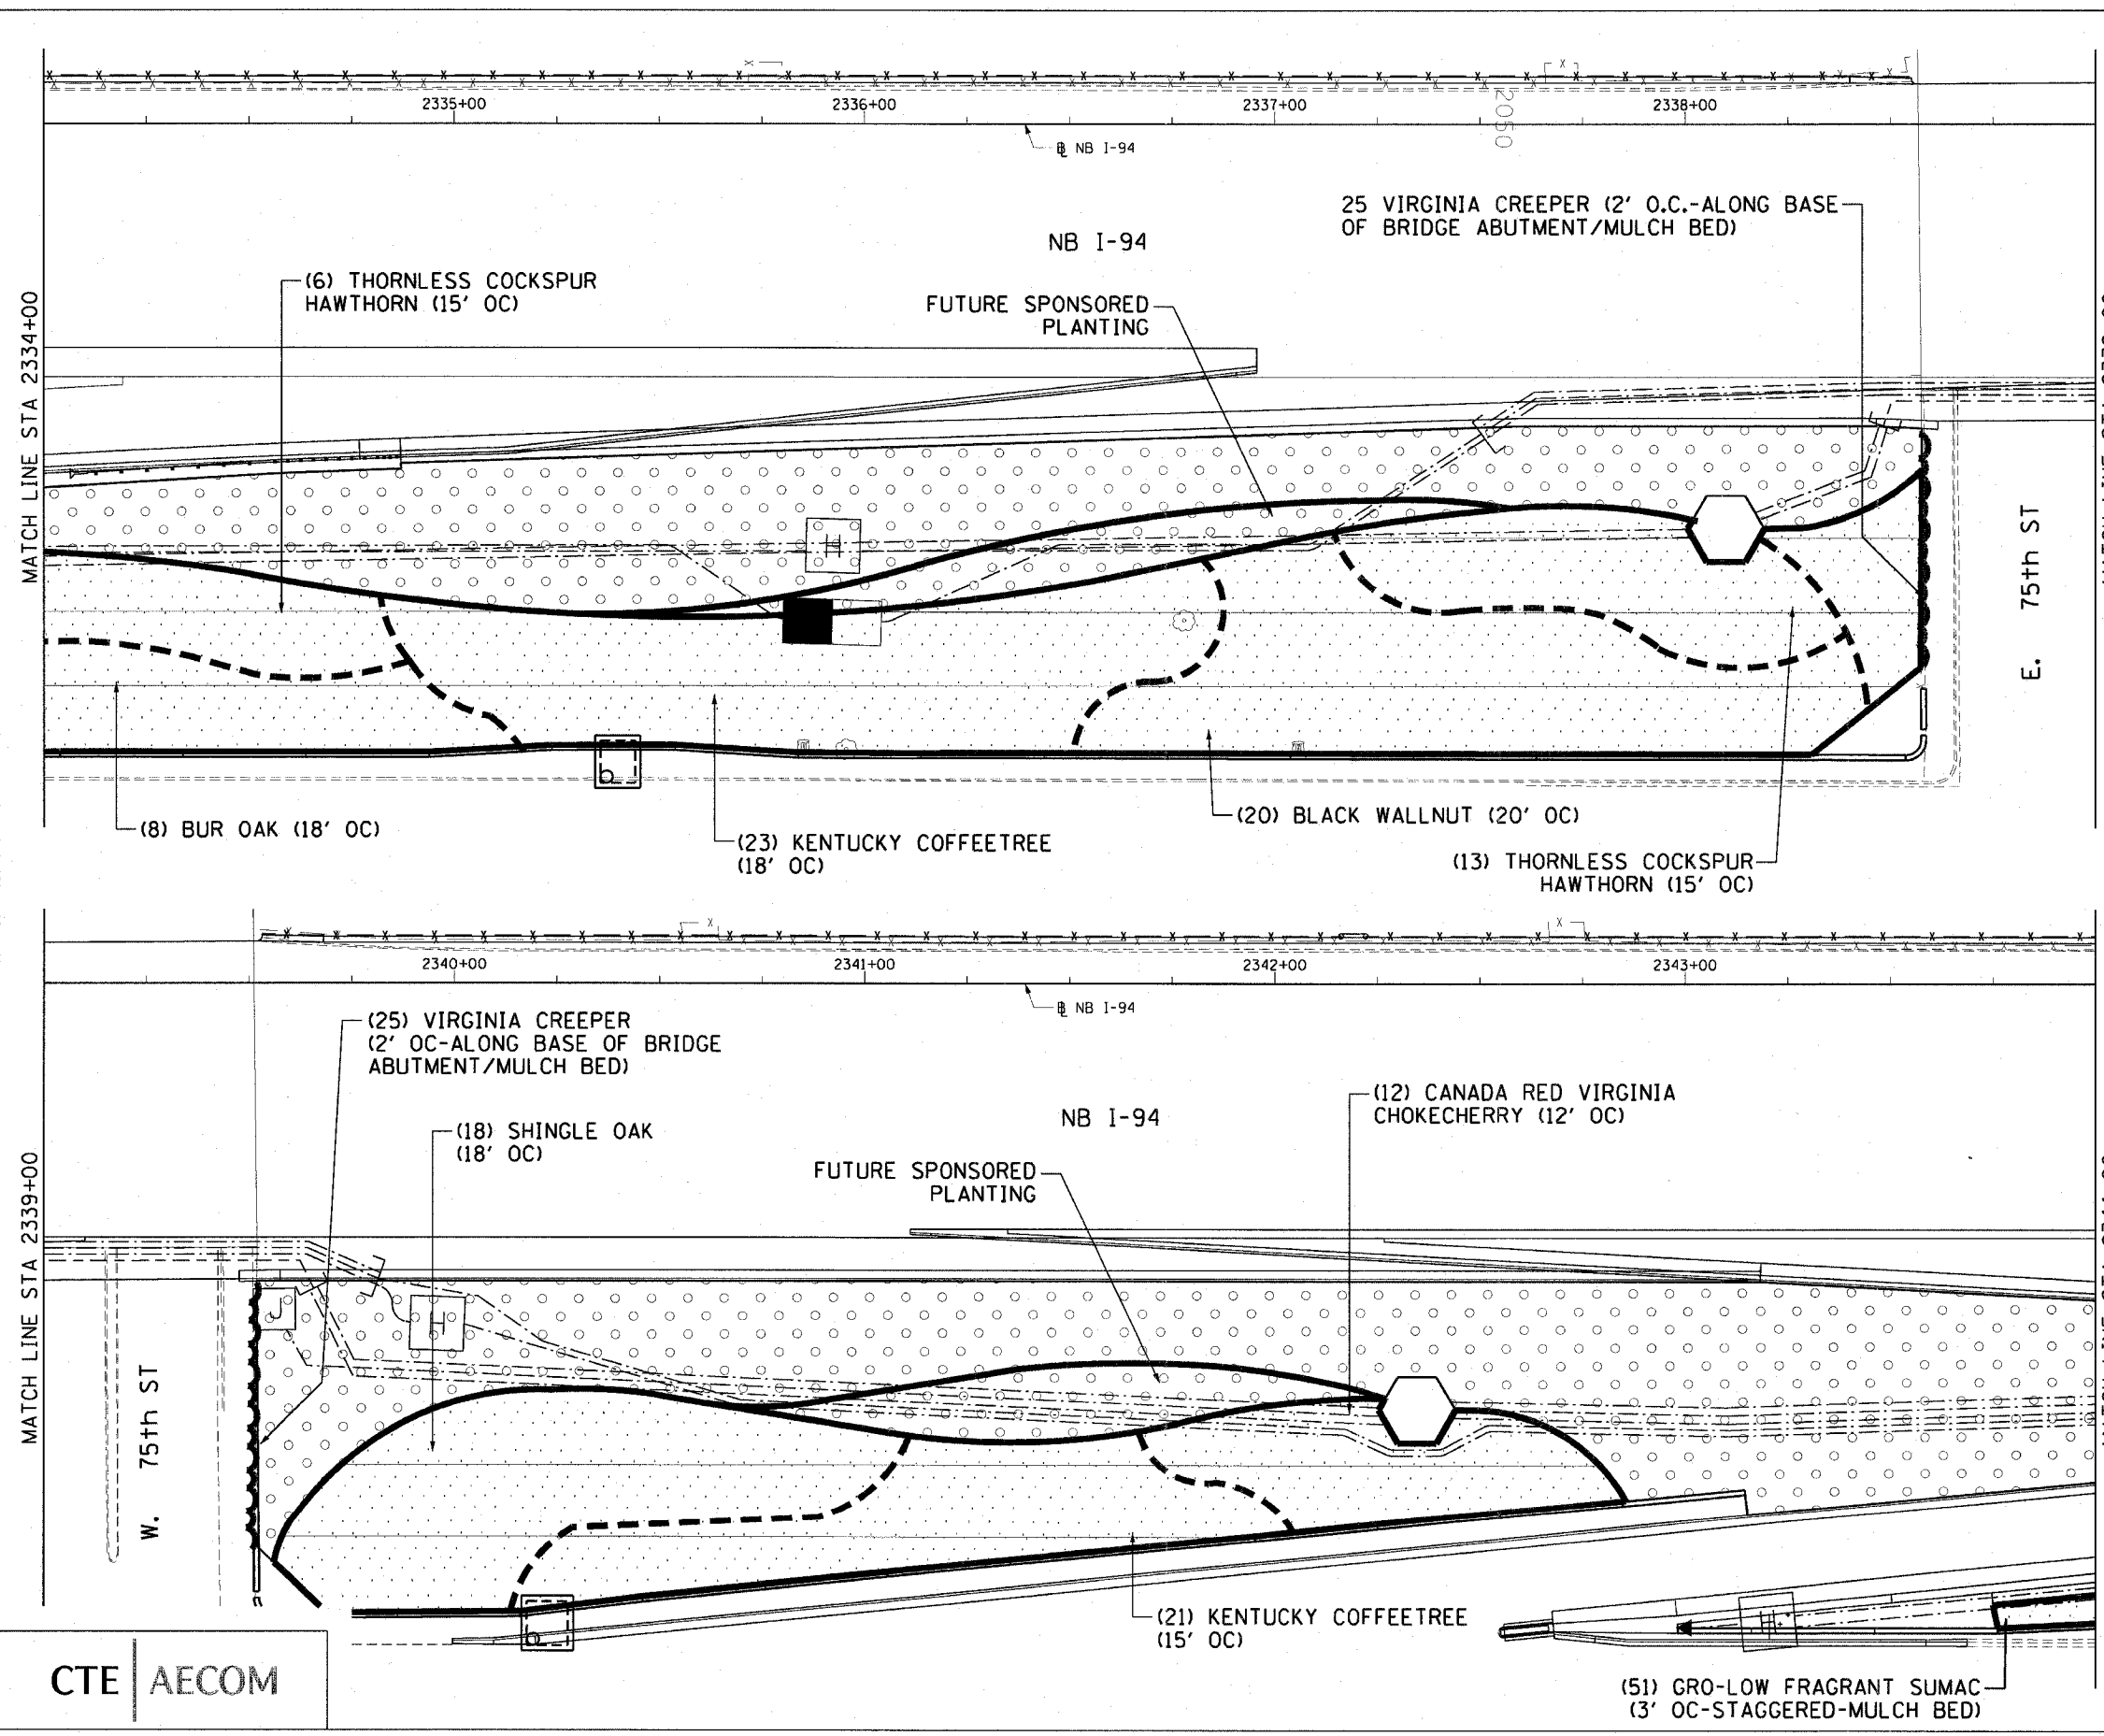 2335+00
2336+00
2337+00
2338+00
2050
NB I-94
25 VIRGINIA CREEPER (2' O.C.-ALONG BASE
OF BRIDGE ABUTMENT/MULCH BED)
NB I-94
(6) THORNLESS COCKSPUR
HAWTHORN (15' OC)
FUTURE SPONSORED
PLANTING
MATCH LINE STA 2334+00
H
E. 75th ST
(8) BUR OAK (18' OC)
(23) KENTUCKY COFFEETREE
(18' OC)
(20) BLACK WALLNUT (20' OC)
(13) THORNLESS COCKSPUR
HAWTHORN (15' OC)
2340+00
2341+00
2342+00
2343+00
NB I-94
(25) VIRGINIA CREEPER
(2' OC-ALONG BASE OF BRIDGE
ABUTMENT/MULCH BED)
(18) SHINGLE OAK
(18' OC)
NB I-94
(12) CANADA RED VIRGINIA
CHOKECHERRY (12' OC)
FUTURE SPONSORED
PLANTING
MATCH LINE STA 2339+00
J
H
W. 75th ST
(21) KENTUCKY COFFEETREE
(15' OC)
H
(51) GRO-LOW FRAGRANT SUMAC
(3' OC-STAGGERED-MULCH BED)
CTE AECOM